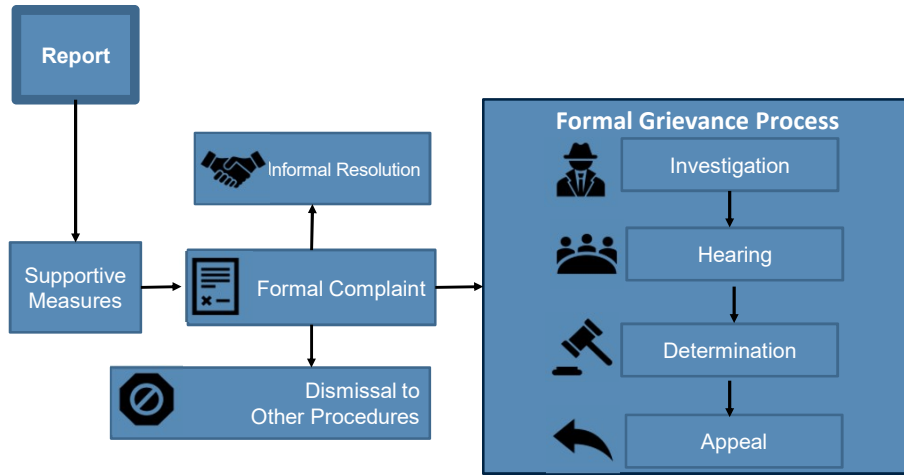 Report
Formal Grievance Process
Investigation
Informal Resolution
Hearing
Supportive
Measures
Formal Complaint
Determination
Dismissal to
Other Procedures
Appeal